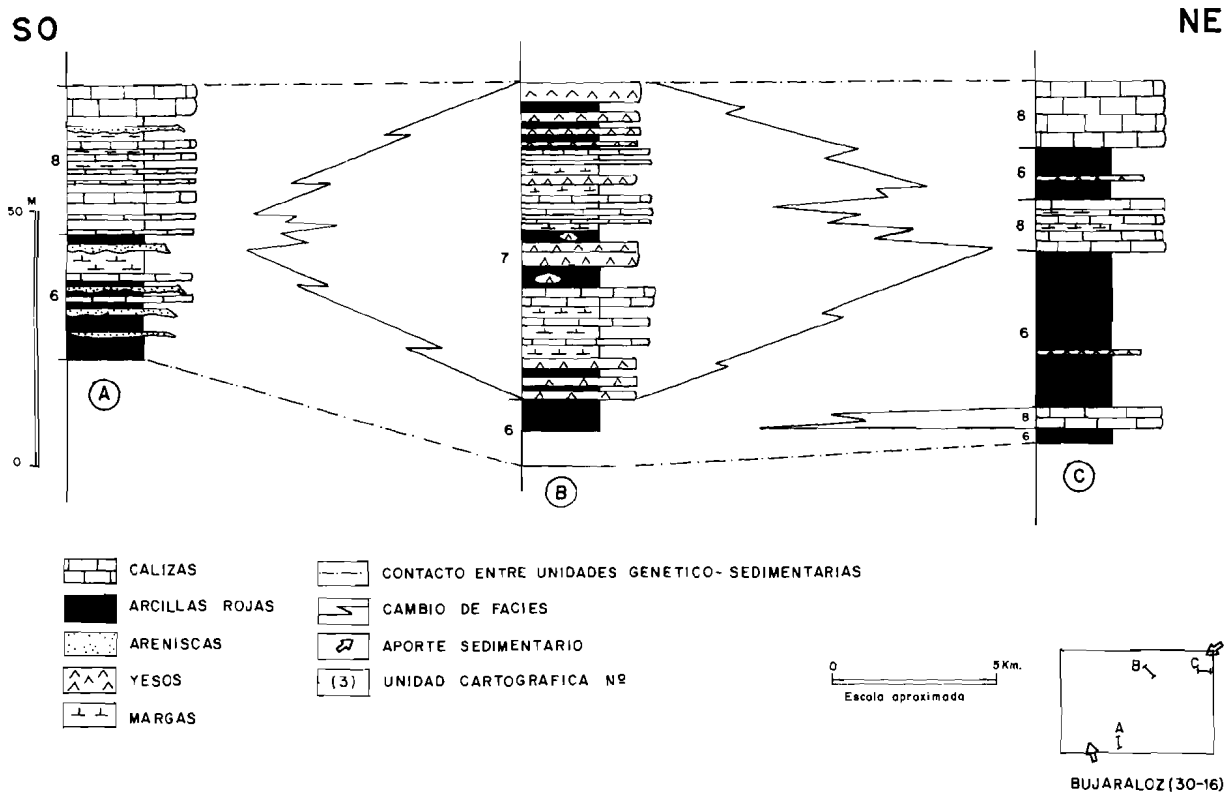 SO
NE
8
6
M
50
0
A
7
6
B
8
6
8
6
8
6
C
CALIZAS
ARCILLAS ROJAS
ARENISCAS
YESOS
MARGAS
CONTACTO ENTRE UNIDADES GENÉTICO-SEDIMENTARIAS
CAMBIO DE FACIES
APORTE SEDIMENTARIO
(3) UNIDAD CARTOGRAFICA Nº
0 5 Km.
Escala aproximada
B
C
A
BUJARALOZ (30-16)